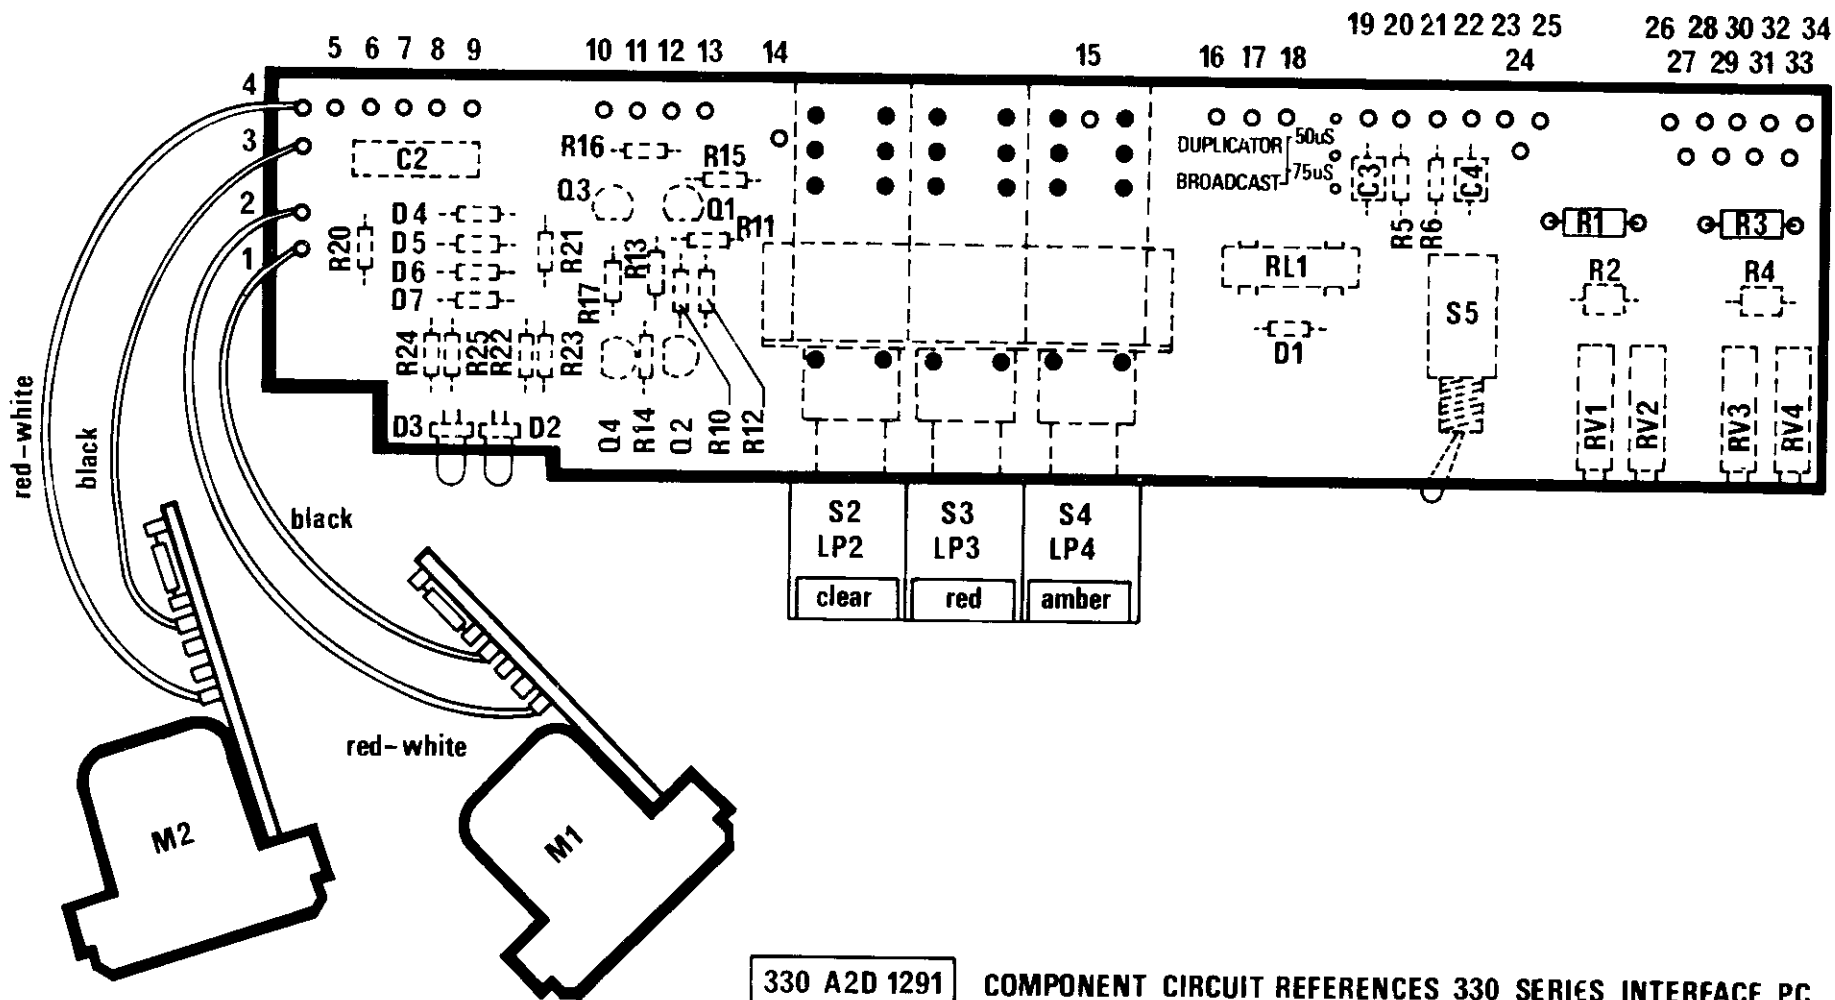 19 20 21 22 23 25
26 28 30 32 34
5 6 7 8 9
10 11 12 13
14
15
16 17 18
24
27 29 31 33
4
3
2
1
C2
R16
R15
Q3
Q1
R11
D4
D5
D6
D7
R20
R21
R17
R13
R24
R25
R22
R23
D3
D2
Q4
R14
Q2
R10
R12
DUPLICATOR
50uS
BROADCAST
75uS
C3
R5
R6
C4
RL1
D1
S5
R1
R3
R2
R4
RV1
RV2
RV3
RV4
red-white
black
black
red-white
S2
LP2
clear
S3
LP3
red
S4
LP4
amber
M2
M1
330 A2D 1291
COMPONENT CIRCUIT REFERENCES 330 SERIES INTERFACE PC